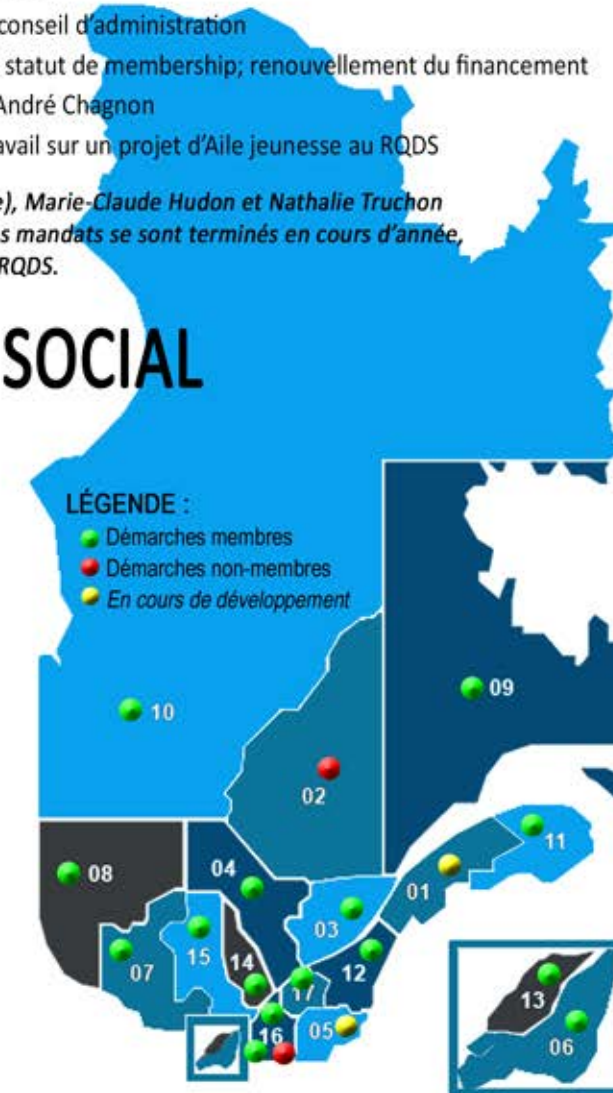 conseil d'administration
statut de membership; renouvellement du financement
André Chagnon
avail sur un projet d'Aile jeunesse au RQDS
e), Marie-Claude Hudon et Nathalie Truchon
s mandats se sont terminés en cours d'année,
RQDS.
SOCIAL
LÉGENDE :
Démarches membres
Démarches non-membres
En cours de développement
09
10
02
11
08
04
01
03
15
14
12
07
17
13
16
05
06